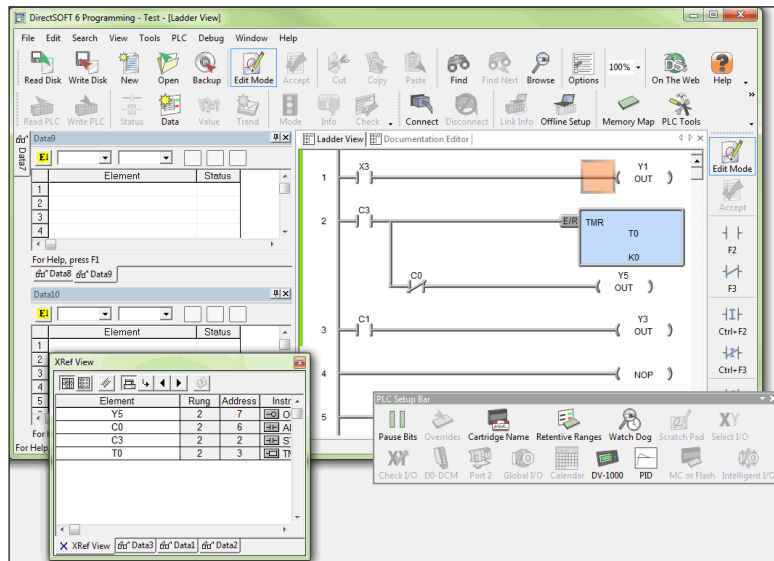 DirectSOFT 6 Programming - Test - [Ladder View]
File Edit Search View Tools PLC Debug Window Help
Read Disk Write Disk New Open Backup Edit Mode Accept Cut Copy Paste Find Find Next Browse Options 100% On The Web Help
Read PLC Write PLC Status Data Value Trend Mode Info Check Connect Disconnect Link Info Offline Setup Memory Map PLC Tools
Data7
Data9
Element Status
1
2
3
4
For Help, press F1
Data8 Data9
Data10
Element Status
1
2
3
4
5
6
For Help
Ladder View Documentation Editor
X3 Y1
1 OUT
C3
2 E/R TMR
T0
K0
C0 Y5
OUT
C1 Y3
3 OUT
4 NOP
5
Edit Mode
Accept
F2
F3
Ctrl+F2
Ctrl+F3
XRef View
Element Rung Address Instr
Y5 2 7 O
C0 2 6 A
C3 2 2 ST
T0 2 3 TM
XRef View Data3 Data1 Data2
PLC Setup Bar
Pause Bits Overrides Cartridge Name Retentive Ranges Watch Dog Scratch Pad Select I/O
Check I/O D0-DCM Port 2 Global I/O Calendar DV-1000 PID MC or Flash Intelligent I/O